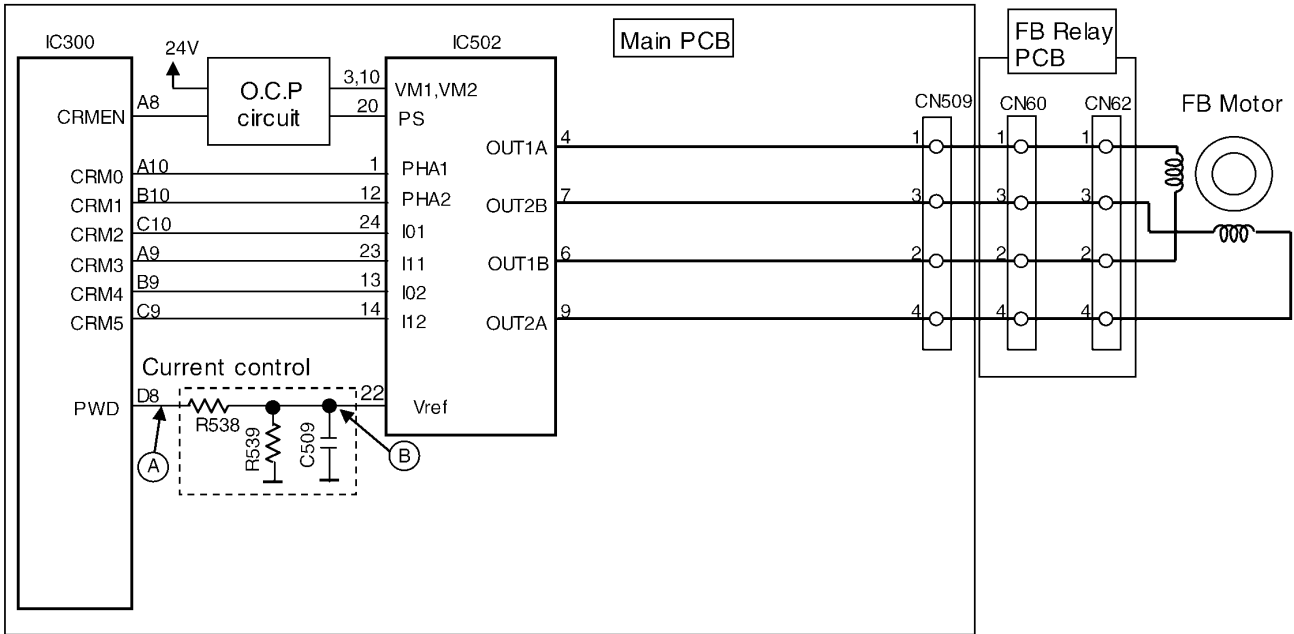 IC300
IC502
Main PCB
FB Relay
PCB
24V
O.C.P
circuit
3,10
VM1,VM2
A8
CRMEN
20
PS
CN509
CN60
CN62
FB Motor
OUT1A
4
1
1
1
A10
CRM0
1
PHA1
B10
CRM1
12
PHA2
OUT2B
7
3
3
3
C10
CRM2
24
I01
A9
CRM3
23
I11
OUT1B
6
2
2
2
B9
CRM4
13
I02
C9
CRM5
14
I12
OUT2A
9
4
4
4
Current control
D8
PWD
22
Vref
R538
R539
C509
A
B